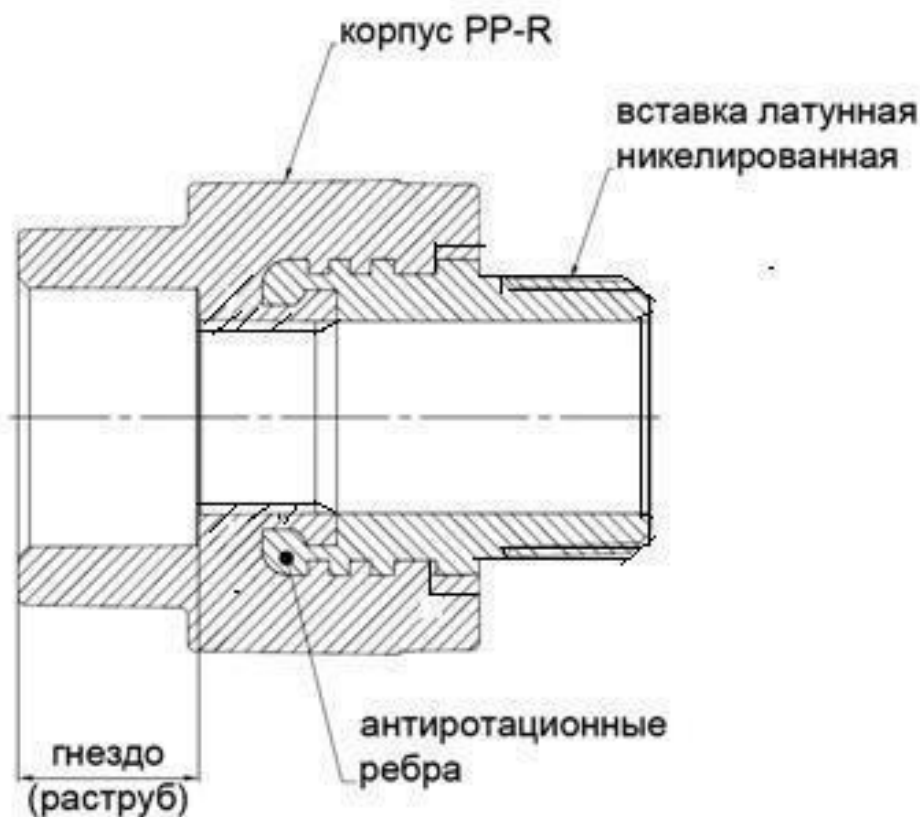 корпус PP-R
вставка латунная
никелированная
антиротационные
ребра
гнездо
(раструб)